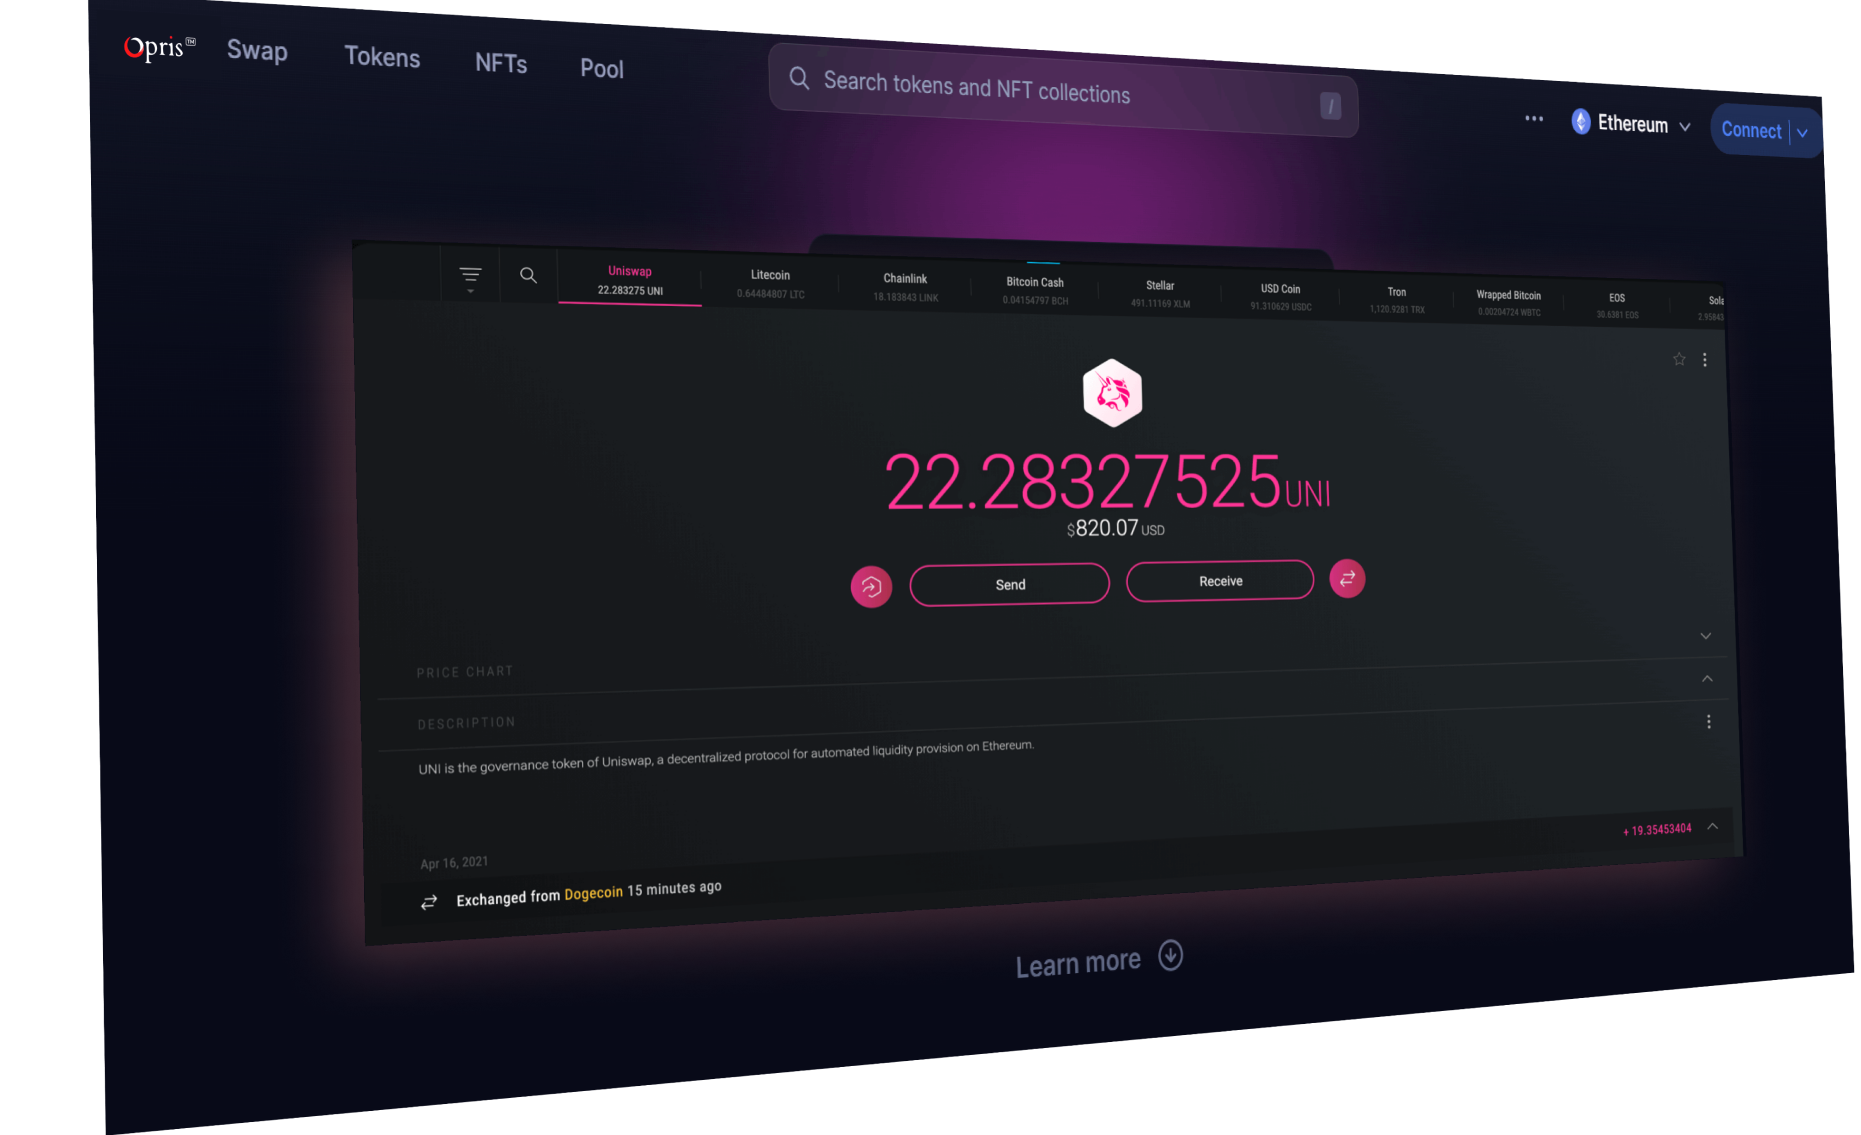 Opris™
Swap Tokens NFTs Pool
Search tokens and NFT collections /
Ethereum
Connect
Uniswap
22.283275 UNI
Litecoin
0.64484807 LTC
Chainlink
18.183843 LINK
Bitcoin Cash
0.04154797 BCH
Stellar
491.11169 XLM
USD Coin
91.310629 USDC
Tron
1,120.9281 TRX
Wrapped Bitcoin
0.00204724 WBTC
EOS
30.6381 EOS
Sola
2.95843
22.28327525 UNI
$820.07 USD
Send
Receive
PRICE CHART
DESCRIPTION
UNI is the governance token of Uniswap, a decentralized protocol for automated liquidity provision on Ethereum.
Apr 16, 2021
Exchanged from Dogecoin 15 minutes ago
+ 19.35453404
Learn more